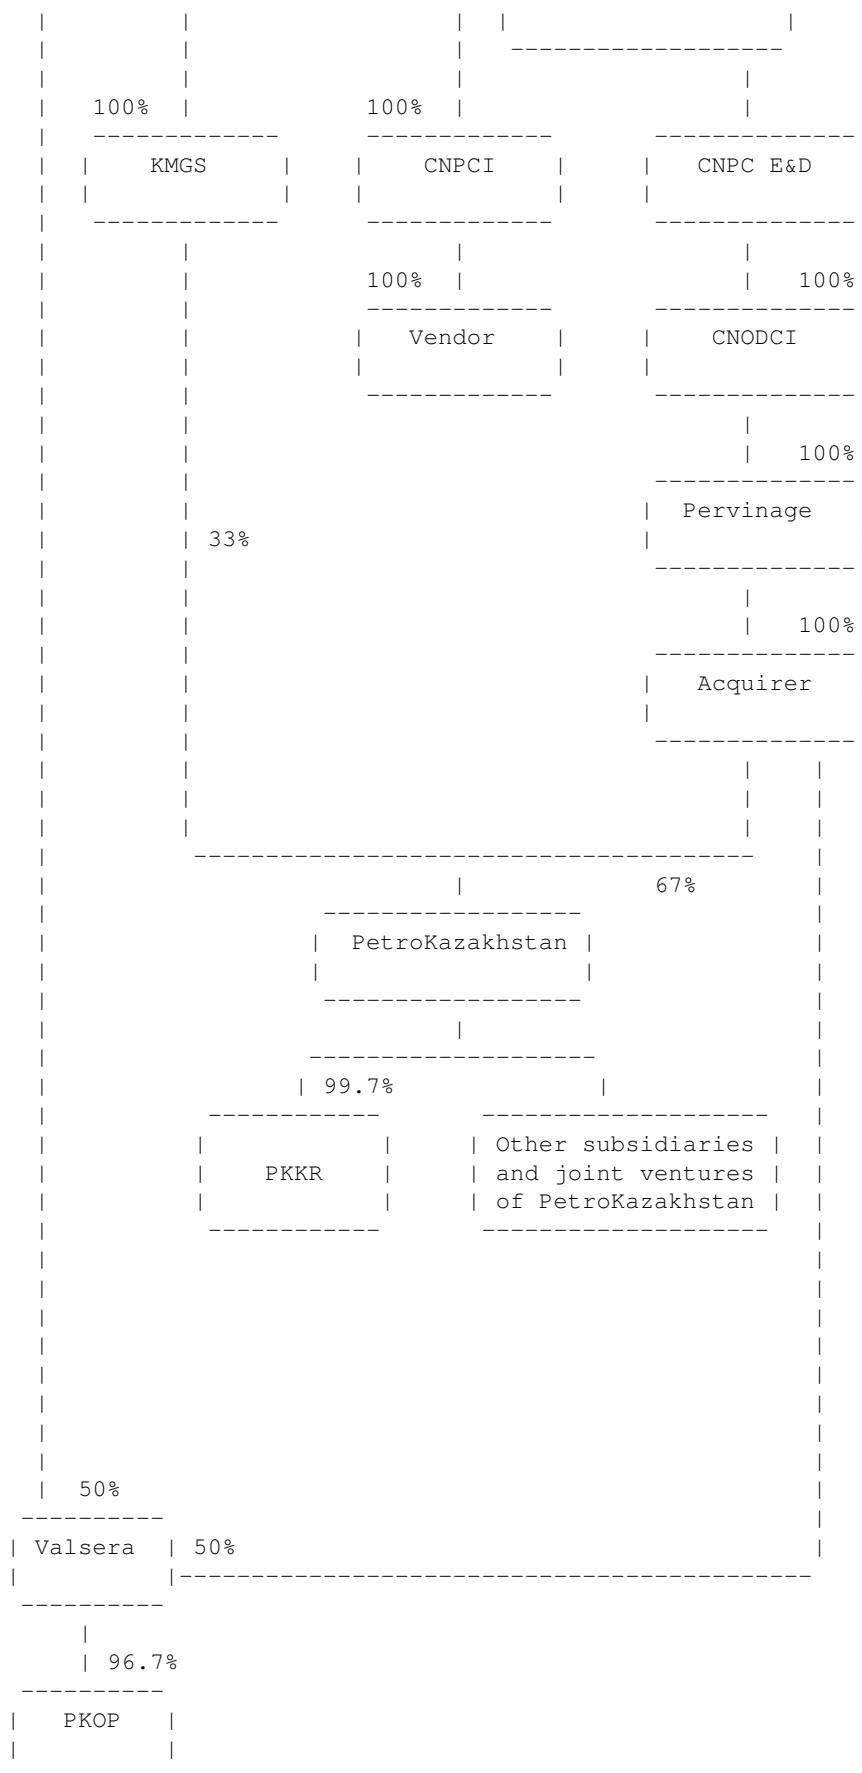 100% 100%
KMGS CNPCI CNPC E&D
100% 100%
Vendor CNODCI
100%
Pervinage
33%
100%
Acquirer
67%
PetroKazakhstan
99.7%
Other subsidiaries
PKKR and joint ventures
of PetroKazakhstan
50%
Valsera 50%
96.7%
PKOP